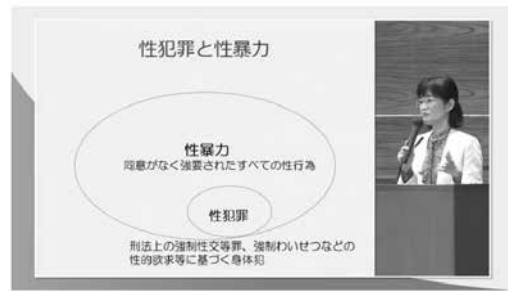 性犯罪と性暴力
性暴力
同意がなく強要されたすべての性行為
性犯罪
刑法上の強制性交等罪、強制わいせつなどの
性的欲求等に基づく身体犯